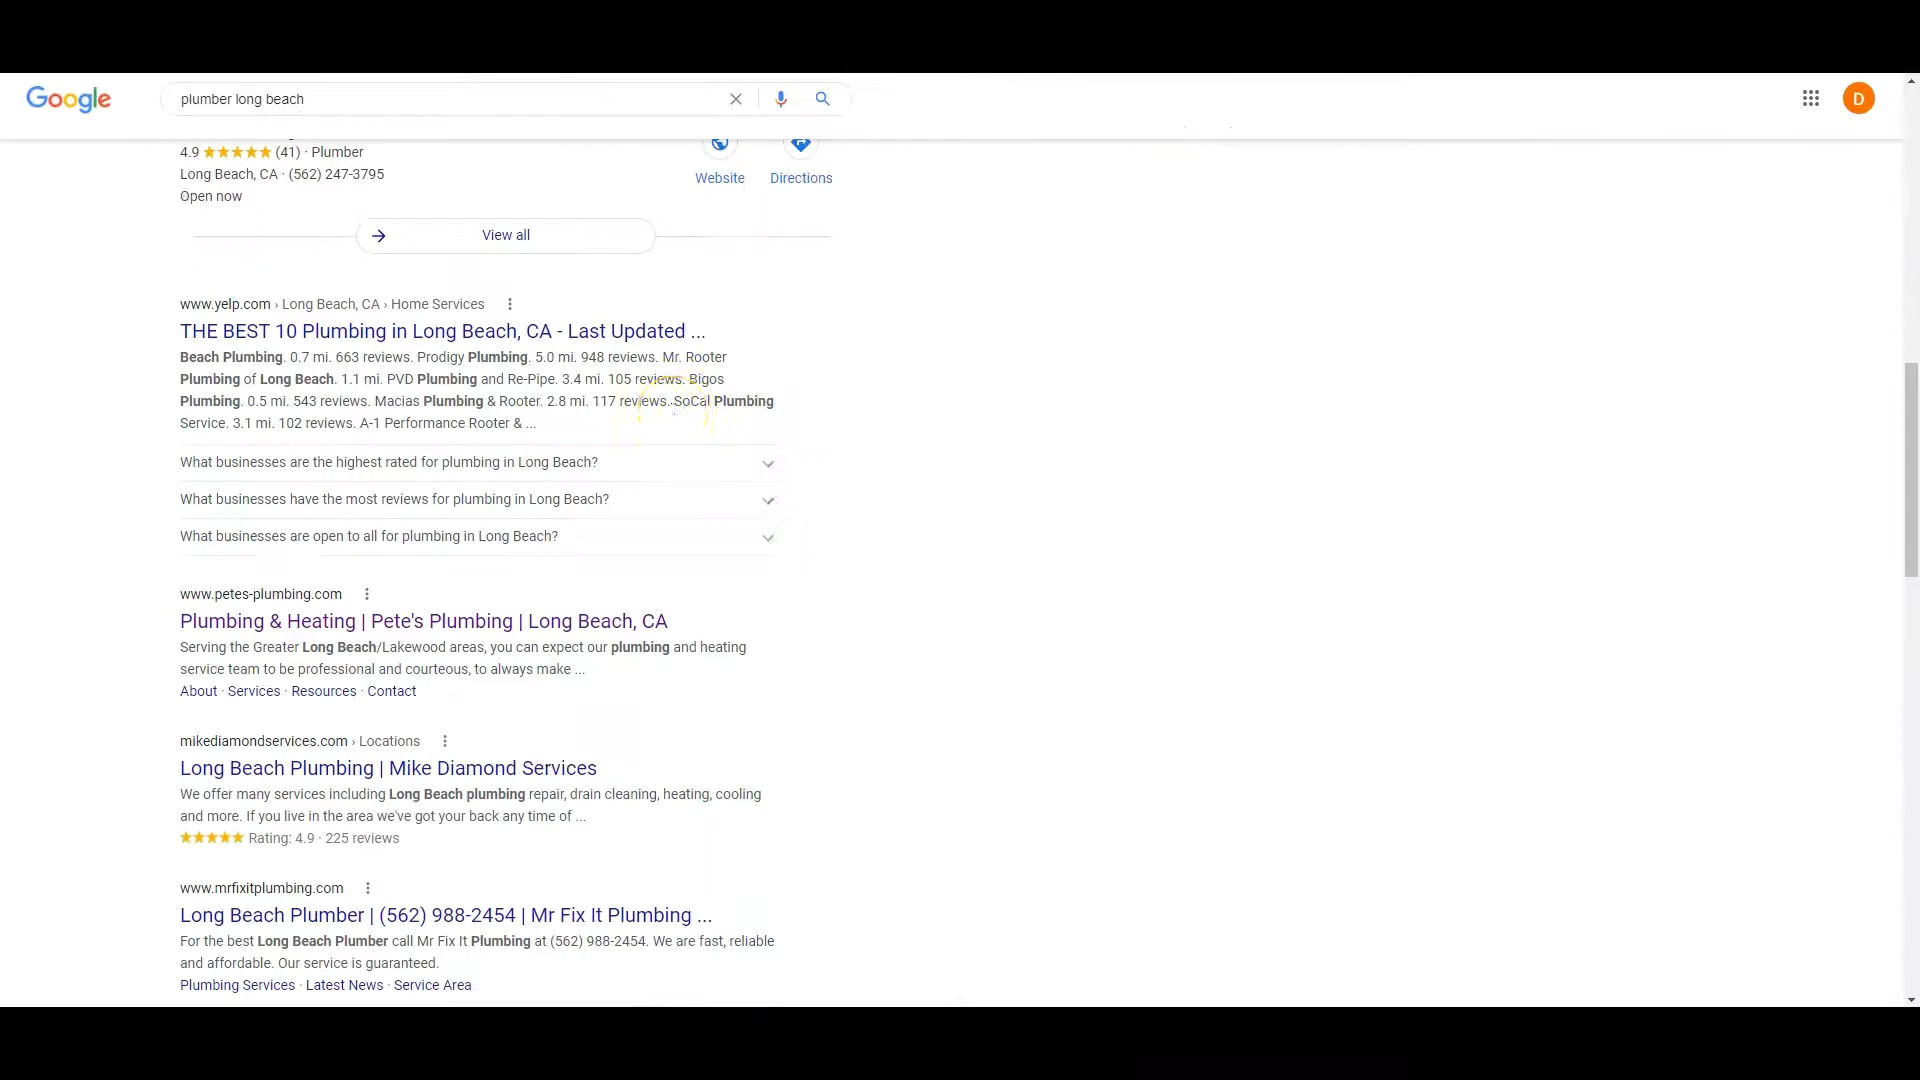 Google
plumber long beach
D
4.9 (41) · Plumber
Long Beach, CA · (562) 247-3795
Open now
Website
Directions
View all
www.yelp.com › Long Beach, CA › Home Services
THE BEST 10 Plumbing in Long Beach, CA - Last Updated ...
Beach Plumbing. 0.7 mi. 663 reviews. Prodigy Plumbing. 5.0 mi. 948 reviews. Mr. Rooter
Plumbing of Long Beach. 1.1 mi. PVD Plumbing and Re-Pipe. 3.4 mi. 105 reviews. Bigos
Plumbing. 0.5 mi. 543 reviews. Macias Plumbing & Rooter. 2.8 mi. 117 reviews. SoCal Plumbing
Service. 3.1 mi. 102 reviews. A-1 Performance Rooter & ...
What businesses are the highest rated for plumbing in Long Beach?
What businesses have the most reviews for plumbing in Long Beach?
What businesses are open to all for plumbing in Long Beach?
www.petes-plumbing.com
Plumbing & Heating | Pete's Plumbing | Long Beach, CA
Serving the Greater Long Beach/Lakewood areas, you can expect our plumbing and heating
service team to be professional and courteous, to always make ...
About · Services · Resources · Contact
mikediamondservices.com › Locations
Long Beach Plumbing | Mike Diamond Services
We offer many services including Long Beach plumbing repair, drain cleaning, heating, cooling
and more. If you live in the area we've got your back any time of ...
Rating: 4.9 · 225 reviews
www.mrfixitplumbing.com
Long Beach Plumber | (562) 988-2454 | Mr Fix It Plumbing ...
For the best Long Beach Plumber call Mr Fix It Plumbing at (562) 988-2454. We are fast, reliable
and affordable. Our service is guaranteed.
Plumbing Services · Latest News · Service Area